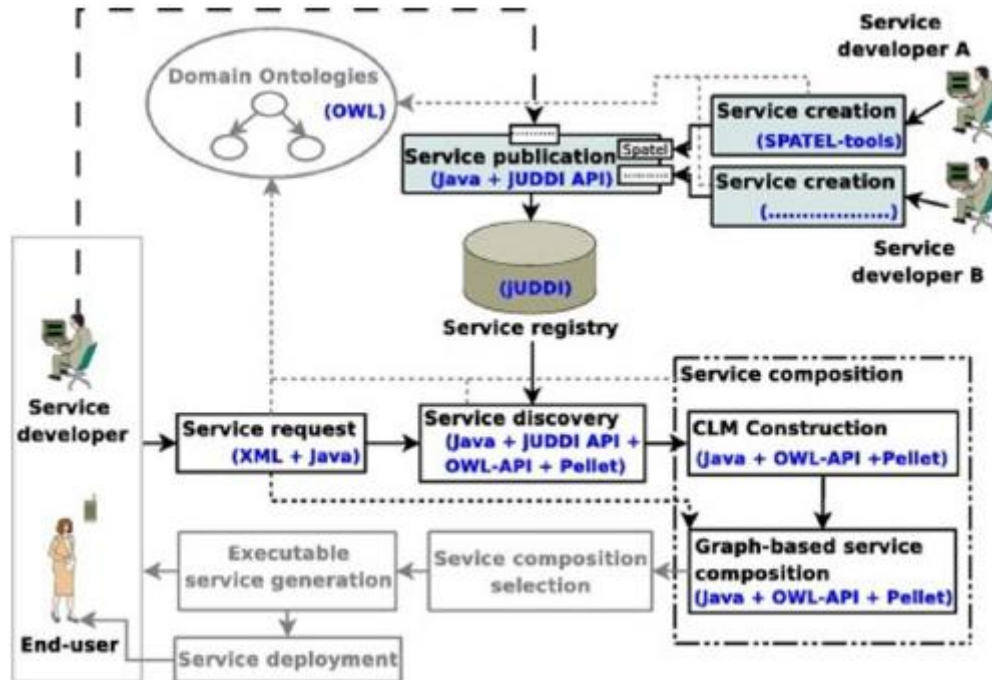 Service
developer A
Domain Ontologies
(OWL)
Service creation
(SPATEL-tools)
Service publication
Spatel
(Java + jUDDI API)
Service creation
(..................)
Service
developer B
(jUDDI)
Service registry
Service composition
Service
developer
Service request
(XML + Java)
Service discovery
(Java + jUDDI API +
OWL-API + Pellet)
CLM Construction
(Java + OWL-API +Pellet)
Executable
service generation
Sevice composition
selection
Graph-based service
composition
(Java + OWL-API + Pellet)
End-user
Service deployment